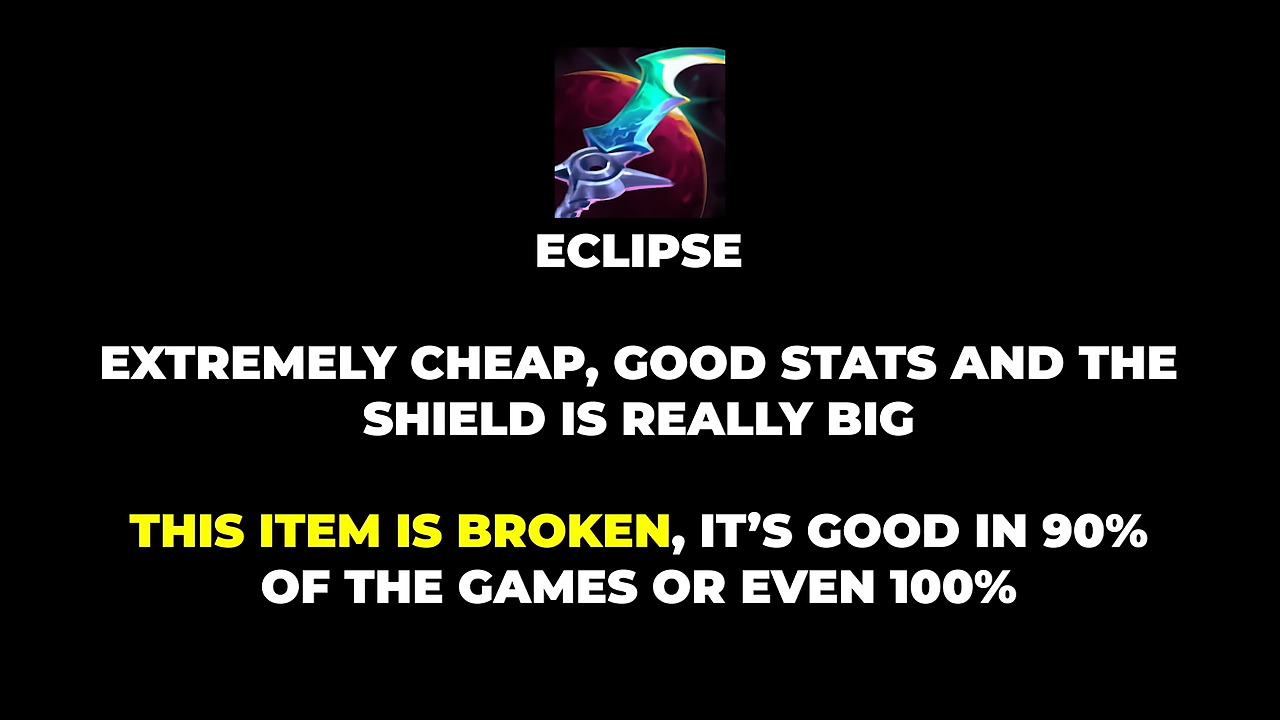 ECLIPSE
EXTREMELY CHEAP, GOOD STATS AND THE
SHIELD IS REALLY BIG
THIS ITEM IS BROKEN, IT’S GOOD IN 90%
OF THE GAMES OR EVEN 100%